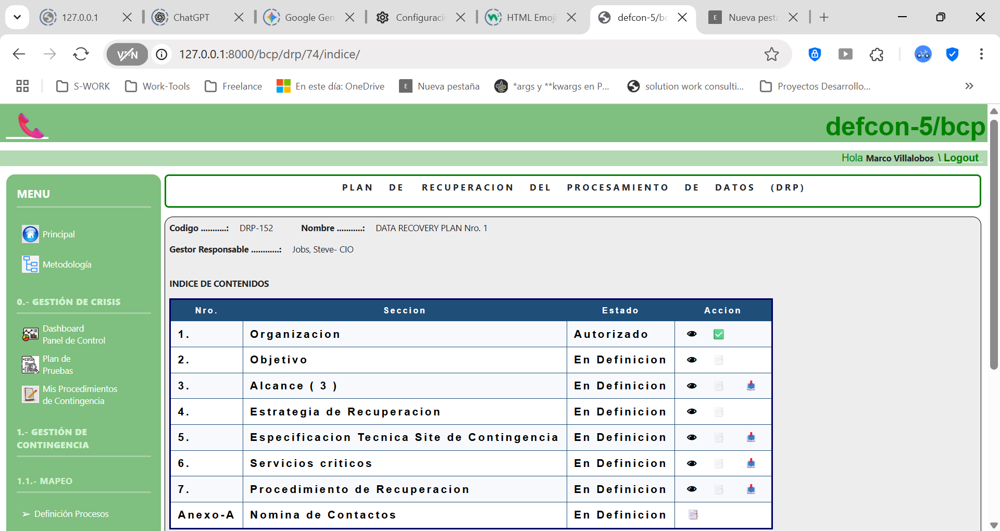 127.0.0.1
ChatGPT
Google Gen
Configuraci
HTML Emoji
defcon-5/bc
Nueva pesta
VPN
127.0.0.1:8000/bcp/drp/74/indice/
S-WORK
Work-Tools
Freelance
En este día: OneDrive
E Nueva pestaña
*args y **kwargs en P...
solution work consulti...
Proyectos Desarrollo...
defcon-5/bcp
Hola Marco Villalobos \ Logout
MENU
Principal
Metodología
0.- GESTIÓN DE CRISIS
Dashboard
Panel de Control
Plan de
Pruebas
Mis Procedimientos
de Contingencia
1.- GESTIÓN DE
CONTINGENCIA
1.1.- MAPEO
➢ Definición Procesos
PLAN DE RECUPERACION DEL PROCESAMIENTO DE DATOS (DRP)
Codigo ...........: DRP-152 Nombre ...........: DATA RECOVERY PLAN Nro. 1
Gestor Responsable ............: Jobs, Steve- CIO
INDICE DE CONTENIDOS
Nro. Seccion Estado Accion
1. Organizacion Autorizado
2. Objetivo En Definicion
3. Alcance ( 3 ) En Definicion
4. Estrategia de Recuperacion En Definicion
5. Especificacion Tecnica Site de Contingencia En Definicion
6. Servicios criticos En Definicion
7. Procedimiento de Recuperacion En Definicion
Anexo-A Nomina de Contactos En Definicion